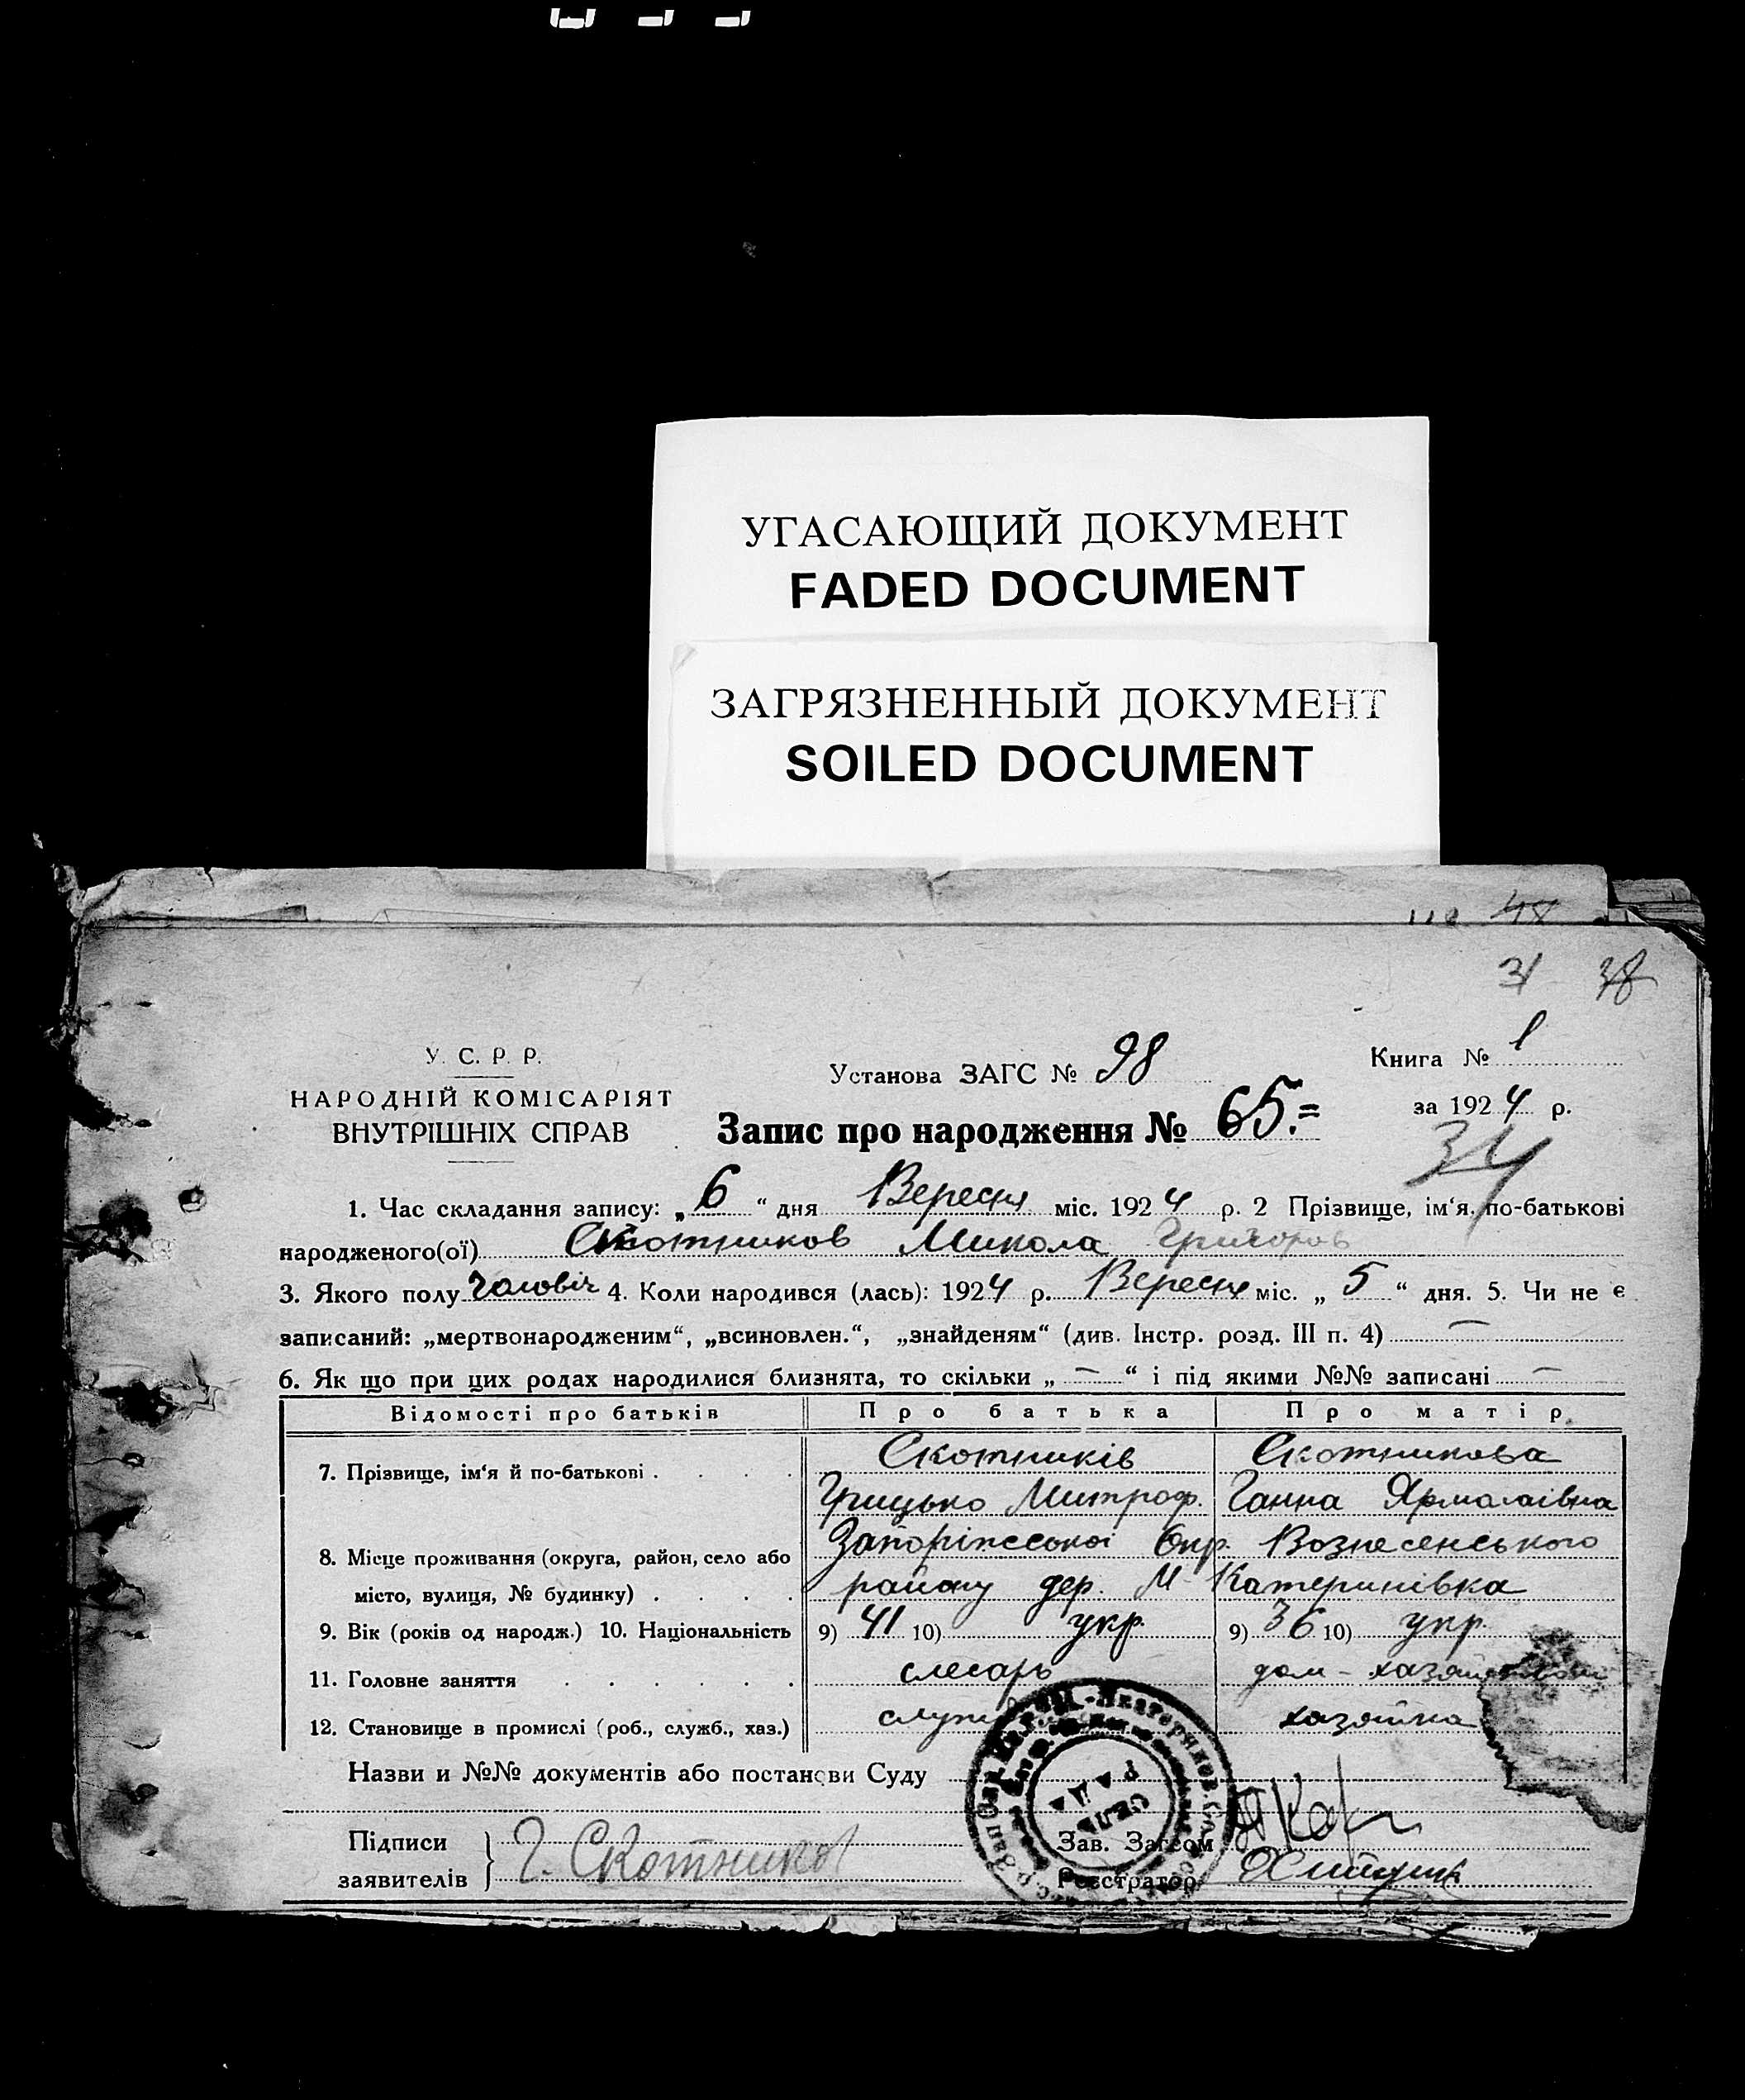 УГАСАЮЩИЙ ДОКУМЕНТ
FADED DOCUMENT
ЗАГРЯЗНЕННЫЙ ДОКУМЕНТ
SOILED DOCUMENT
48
31 38
У. С. Р. Р.
НАРОДНІЙ КОМІСАРІЯТ
ВНУТРІШНІХ СПРАВ
Установа ЗАГС № 98
Запис про народження № 65.=
Книга № 1
за 1924 р.
34
1. Час складання запису: „ 6 “ дня Вересня міс. 1924 р. 2 Прізвище, ім‘я, по-батькові
народженого(ої) Скотников Микола Григоров
3. Якого полу Чоловіч 4. Коли народився (лась): 1924 р. Вересня міс. „ 5 “ дня. 5. Чи не є
записаний: „мертвонародженим“, „всиновлен.“, „знайденям“ (див. Інстр. розд. III п. 4) —
6. Як що при цих родах народилися близнята, то скільки „ — “ і під якими №№ записані —
Відомості про батьків Про батька Про матір
7. Прізвище, ім‘я й по-батькові . . . . Скотників Скотникова
Грицько Митроф. Ганна Ярмолаівна
8. Місце проживання (округа, район, село або Запоріжської Окр. Вознесенського
місто, вулиця, № будинку) . . . . району дер. М-Катеринівка
9. Вік (років од народж.) 10. Національність 9) 41 10) укр. 9) 36 10) укр.
11. Головне заняття . . . . . . слесарь дом-
12. Становище в промислі (роб., служб., хаз.) хазяйка
Назви и №№ документів або постанови Суду
СЕЛЬ
РАДА
Підписи
заявителів
Г. Скотников
Зав. Загсом
Реєстратор